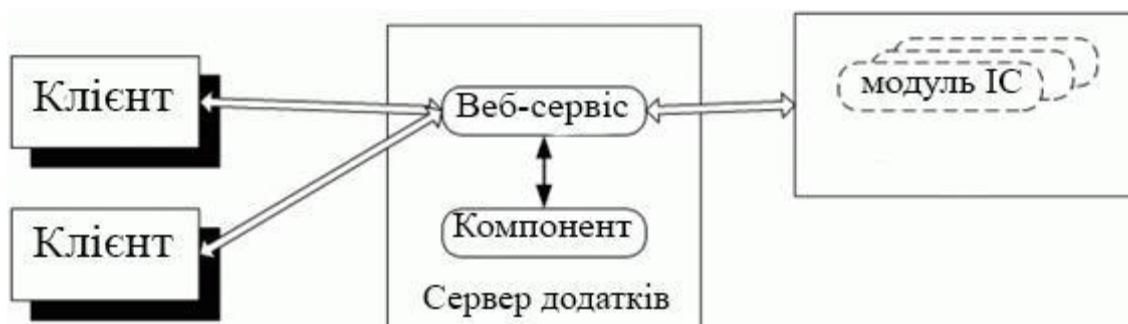 Клієнт
Веб-сервіс
модуль ІС
Клієнт
Компонент
Сервер додатків